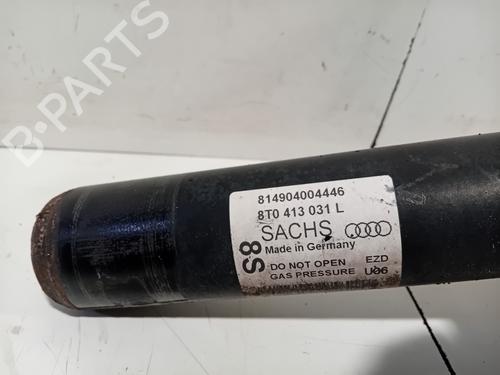 B-PARTS
814904004446
8T0 413 031 L
SACHS
Made in Germany
S8
DO NOT OPEN EZD
GAS PRESSURE U06